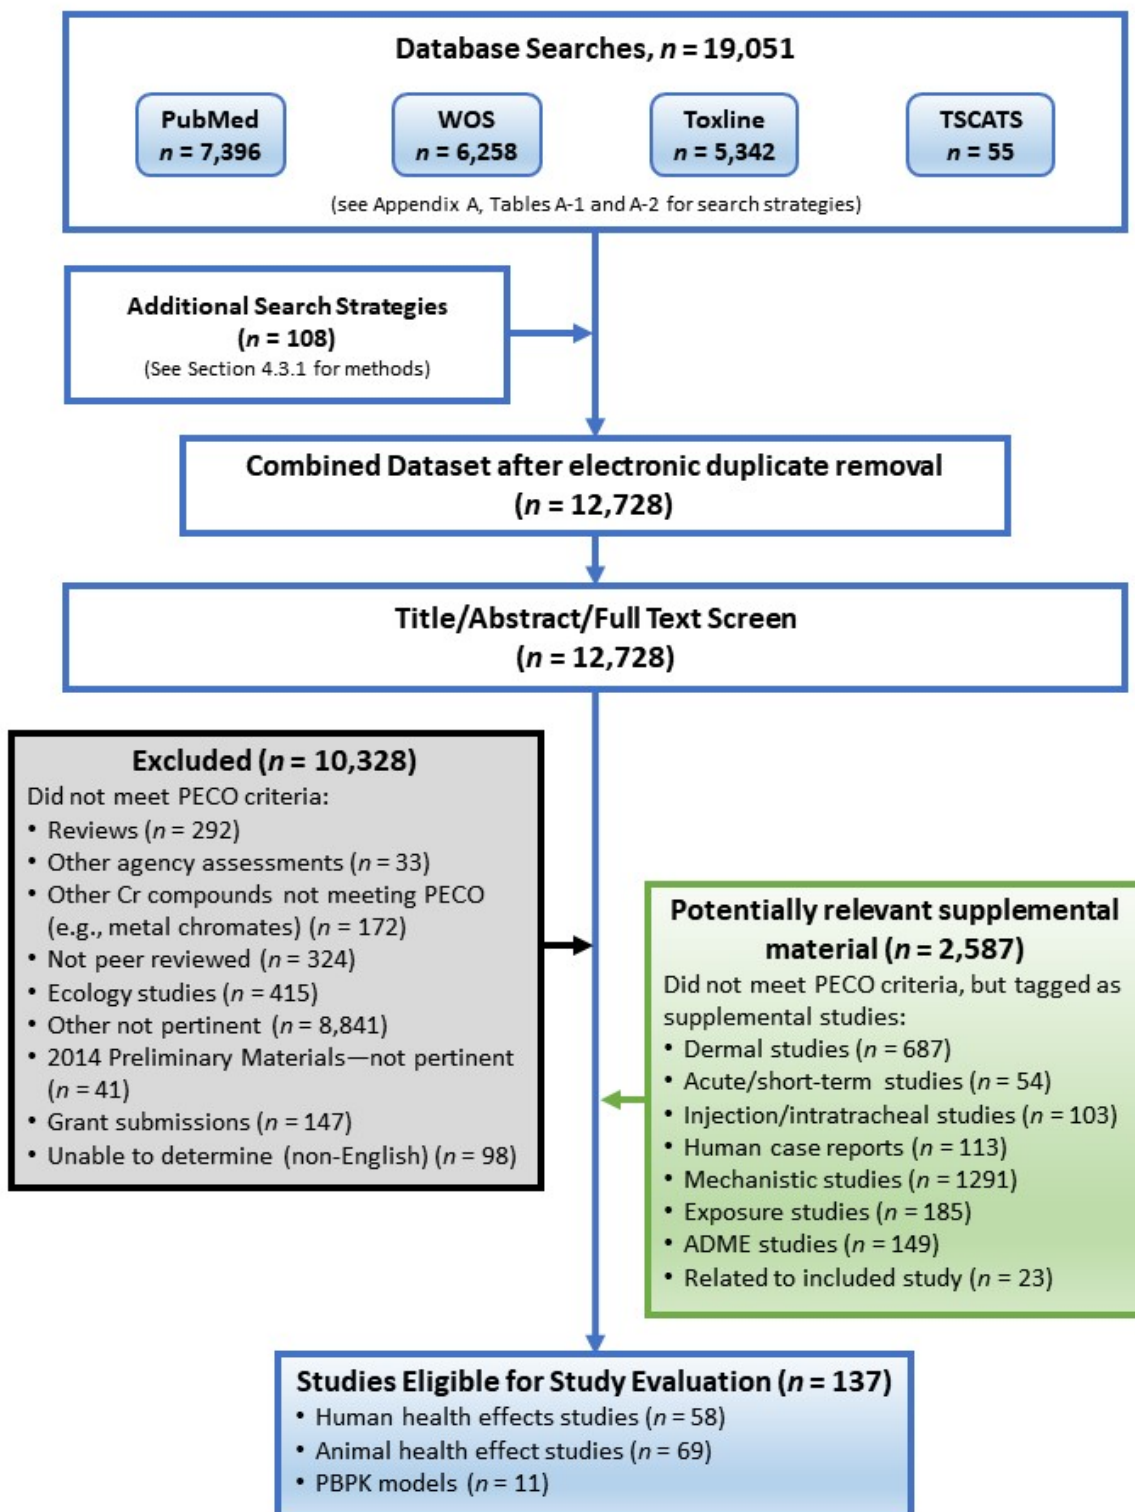 Database Searches, n = 19,051
PubMed
n = 7,396
WOS
n = 6,258
Toxline
n = 5,342
TSCATS
n = 55
(see Appendix A, Tables A-1 and A-2 for search strategies)
Additional Search Strategies
(n = 108)
(See Section 4.3.1 for methods)
Combined Dataset after electronic duplicate removal
(n = 12,728)
Title/Abstract/Full Text Screen
(n = 12,728)
Excluded (n = 10,328)
Did not meet PECO criteria:
• Reviews (n = 292)
• Other agency assessments (n = 33)
• Other Cr compounds not meeting PECO
(e.g., metal chromates) (n = 172)
• Not peer reviewed (n = 324)
• Ecology studies (n = 415)
• Other not pertinent (n = 8,841)
• 2014 Preliminary Materials—not pertinent
(n = 41)
• Grant submissions (n = 147)
• Unable to determine (non-English) (n = 98)
Potentially relevant supplemental
material (n = 2,587)
Did not meet PECO criteria, but tagged as
supplemental studies:
• Dermal studies (n = 687)
• Acute/short-term studies (n = 54)
• Injection/intratracheal studies (n = 103)
• Human case reports (n = 113)
• Mechanistic studies (n = 1291)
• Exposure studies (n = 185)
• ADME studies (n = 149)
• Related to included study (n = 23)
Studies Eligible for Study Evaluation (n = 137)
• Human health effects studies (n = 58)
• Animal health effect studies (n = 69)
• PBPK models (n = 11)